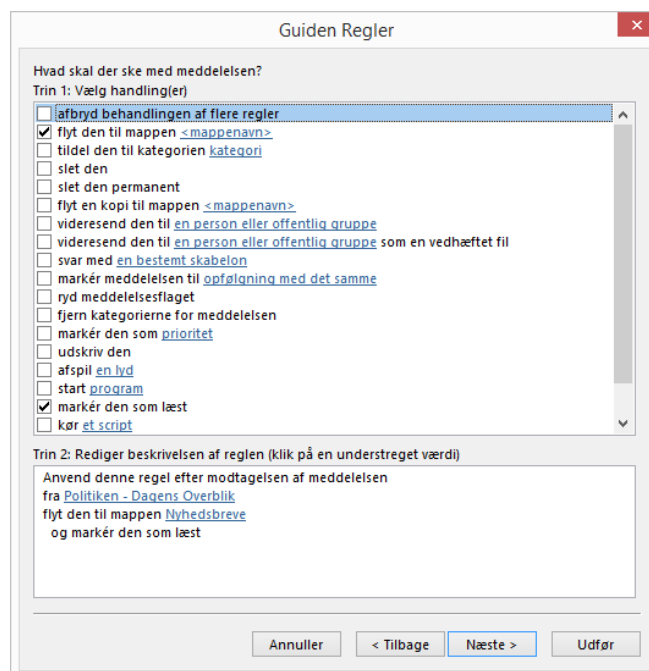 Guiden Regler
Hvad skal der ske med meddelelsen?
Trin 1: Vælg handling(er)
afbryd behandlingen af flere regler
flyt den til mappen <mappenavn>
tildel den til kategorien kategori
slet den
slet den permanent
flyt en kopi til mappen <mappenavn>
videresend den til en person eller offentlig gruppe
videresend den til en person eller offentlig gruppe som en vedhæftet fil
svar med en bestemt skabelon
markér meddelelsen til opfølgning med det samme
ryd meddelelsesflaget
fjern kategorierne for meddelelsen
markér den som prioritet
udskriv den
afspil en lyd
start program
markér den som læst
kør et script
Trin 2: Rediger beskrivelsen af reglen (klik på en understreget værdi)
Anvend denne regel efter modtagelsen af meddelelsen
fra Politiken - Dagens Overblik
flyt den til mappen Nyhedsbreve
og markér den som læst
Annuller < Tilbage Næste > Udfør